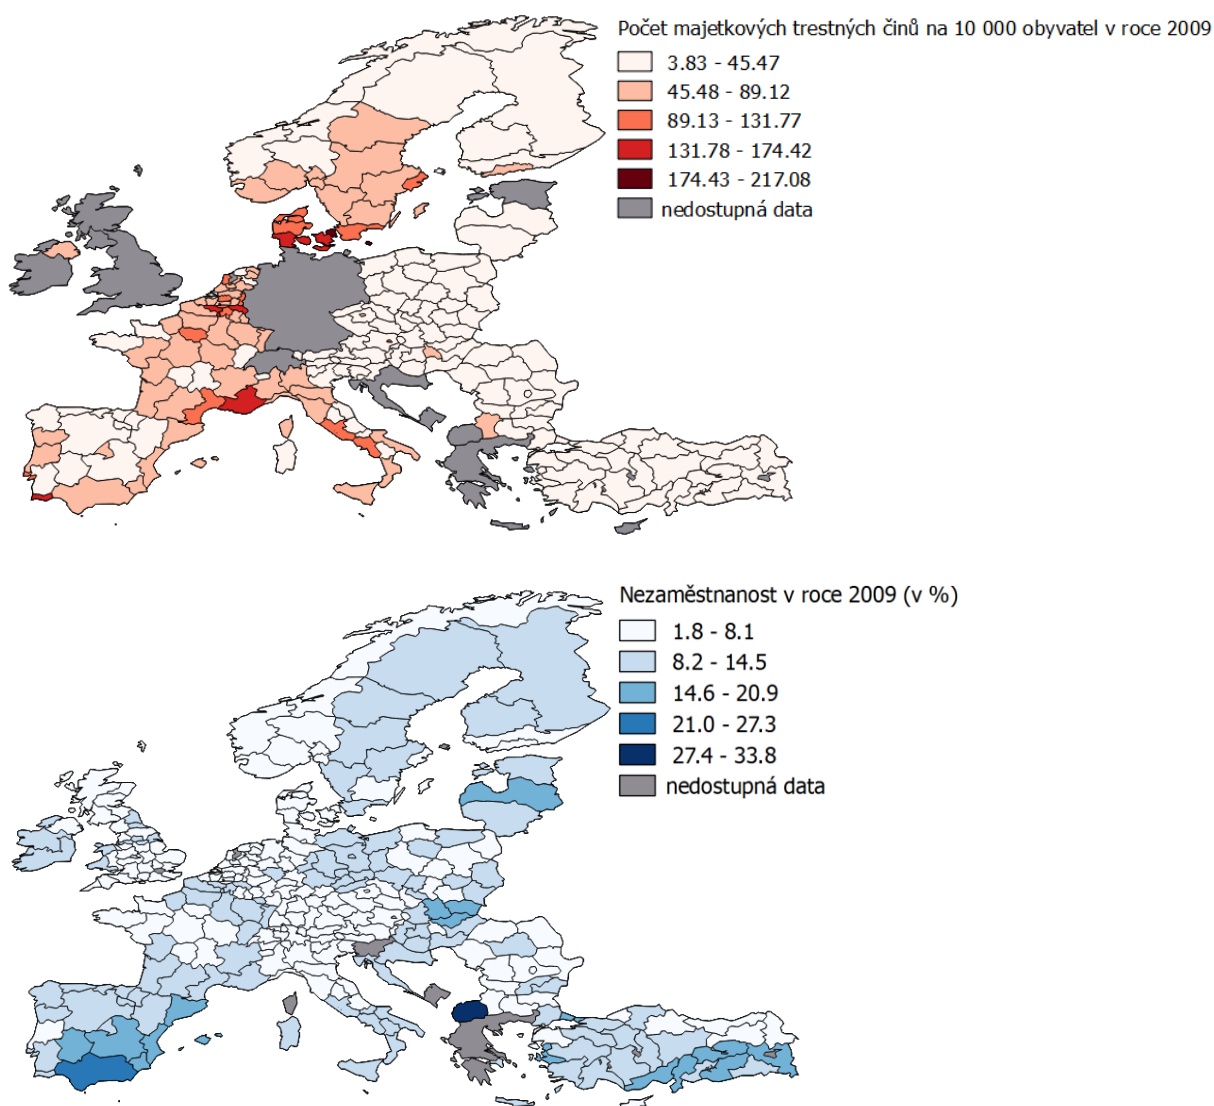 Počet majetkových trestných činů na 10 000 obyvatel v roce 2009
3.83 - 45.47
45.48 - 89.12
89.13 - 131.77
131.78 - 174.42
174.43 - 217.08
nedostupná data
Nezaměstnanost v roce 2009 (v %)
1.8 - 8.1
8.2 - 14.5
14.6 - 20.9
21.0 - 27.3
27.4 - 33.8
nedostupná data